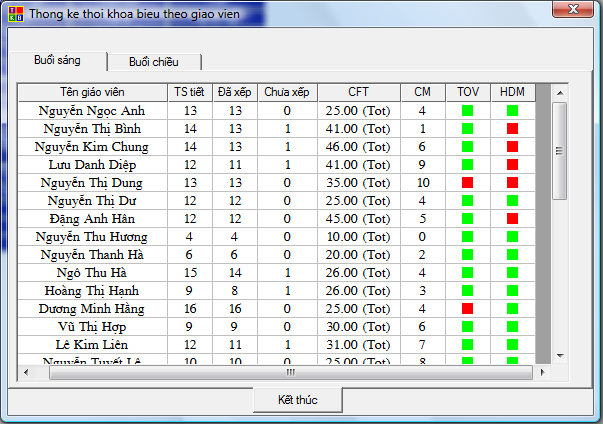 Thong ke thoi khoa bieu theo giao vien
Buổi sáng Buổi chiều
Tên giáo viên TS tiết Đã xếp Chưa xếp CFT CM TOV HDM
Nguyễn Ngọc Anh 13 13 0 25.00 (Tot) 4
Nguyễn Thị Bình 14 13 1 41.00 (Tot) 1
Nguyễn Kim Chung 14 13 1 46.00 (Tot) 6
Lưu Danh Diệp 12 11 1 41.00 (Tot) 9
Nguyễn Thị Dung 13 13 0 35.00 (Tot) 10
Nguyễn Thị Dư 12 12 0 25.00 (Tot) 4
Đặng Anh Hân 12 12 0 45.00 (Tot) 5
Nguyễn Thu Hương 4 4 0 10.00 (Tot) 0
Nguyễn Thanh Hà 6 6 0 20.00 (Tot) 2
Ngô Thu Hà 15 14 1 26.00 (Tot) 4
Hoàng Thị Hạnh 9 8 1 26.00 (Tot) 3
Dương Minh Hằng 16 16 0 25.00 (Tot) 4
Vũ Thị Hợp 9 9 0 30.00 (Tot) 6
Lê Kim Liên 12 11 1 31.00 (Tot) 7
Nguyễn Tuyết Lê 10 10 0 25.00 (Tot) 8
Kết thúc